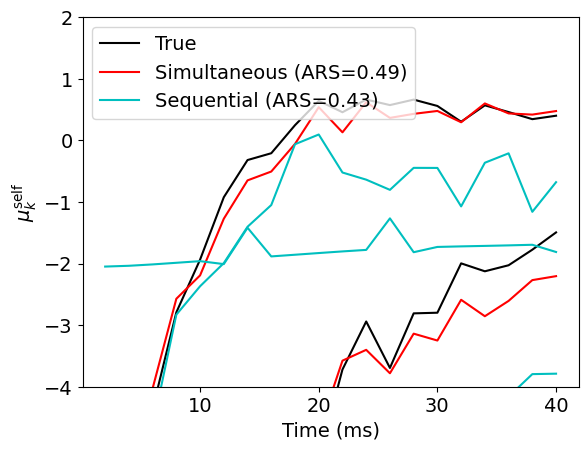 2
1
0
−1
−2
−3
−4
μ_k^self
True
Simultaneous (ARS=0.49)
Sequential (ARS=0.43)
10 20 30 40
Time (ms)